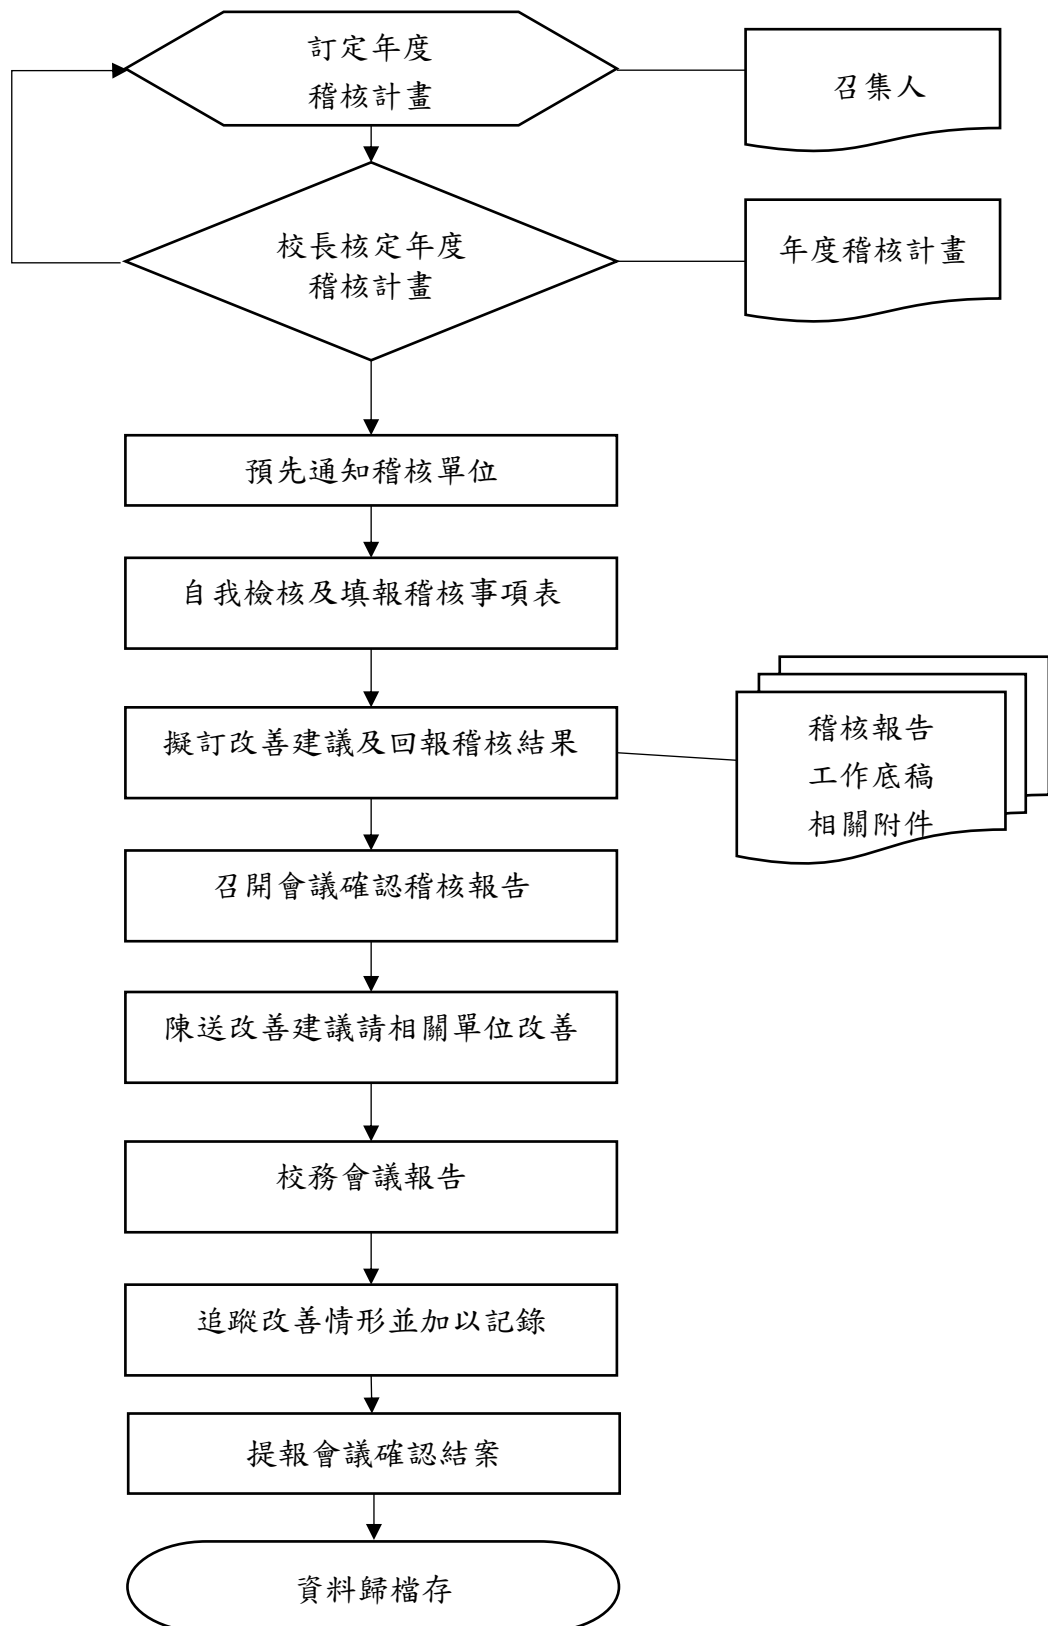 訂定年度
稽核計畫
召集人
校長核定年度
稽核計畫
年度稽核計畫
預先通知稽核單位
自我檢核及填報稽核事項表
擬訂改善建議及回報稽核結果
稽核報告
工作底稿
相關附件
召開會議確認稽核報告
陳送改善建議請相關單位改善
校務會議報告
追蹤改善情形並加以記錄
提報會議確認結案
資料歸檔存